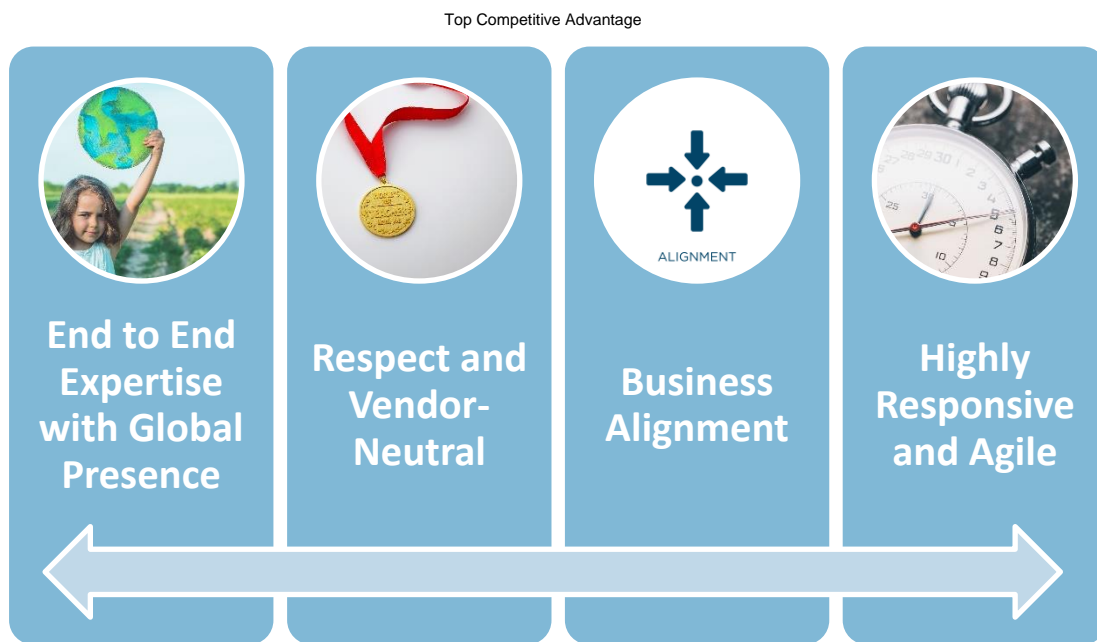 Top Competitive Advantage
End to End
Expertise
with Global
Presence
Respect and
Vendor-
Neutral
ALIGNMENT
Business
Alignment
Highly
Responsive
and Agile